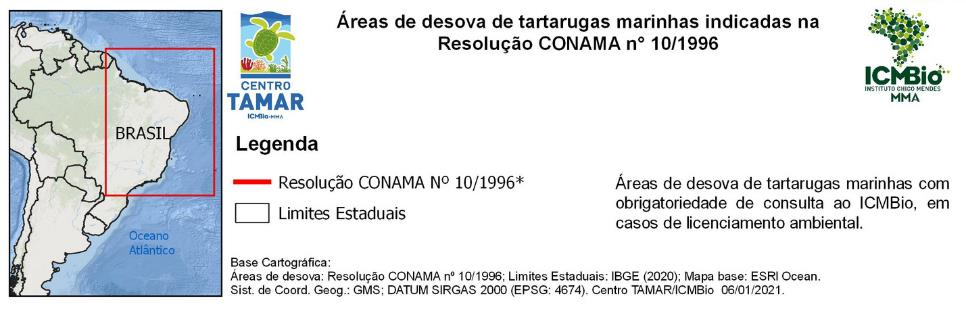 Áreas de desova de tartarugas marinhas indicadas na
Resolução CONAMA n° 10/1996
BRASIL
Oceano
Atlântico
CENTRO
TAMAR
ICMBio-MMA
ICMBio
INSTITUTO CHICO MENDES
MMA
Legenda
Resolução CONAMA Nº 10/1996*
Limites Estaduais
Áreas de desova de tartarugas marinhas com
obrigatoriedade de consulta ao ICMBio, em
casos de licenciamento ambiental.
Base Cartográfica:
Áreas de desova: Resolução CONAMA nº 10/1996; Limites Estaduais: IBGE (2020); Mapa base: ESRI Ocean.
Sist. de Coord. Geog.: GMS; DATUM SIRGAS 2000 (EPSG: 4674). Centro TAMAR/ICMBio 06/01/2021.